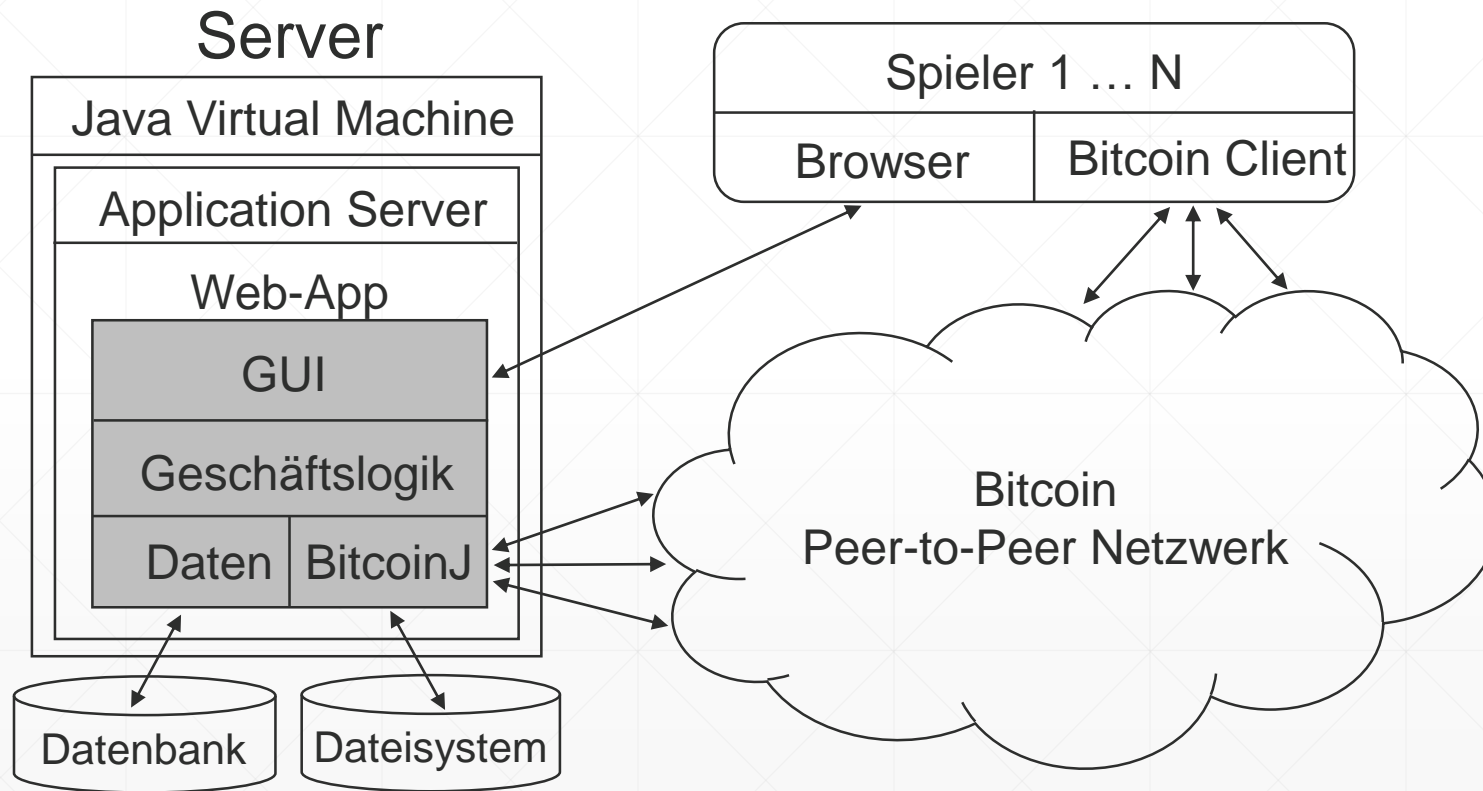 Server
Java Virtual Machine
Application Server
Web-App
GUI
Geschäftslogik
Daten
BitcoinJ
Datenbank
Dateisystem
Spieler 1 … N
Browser
Bitcoin Client
Bitcoin
Peer-to-Peer Netzwerk